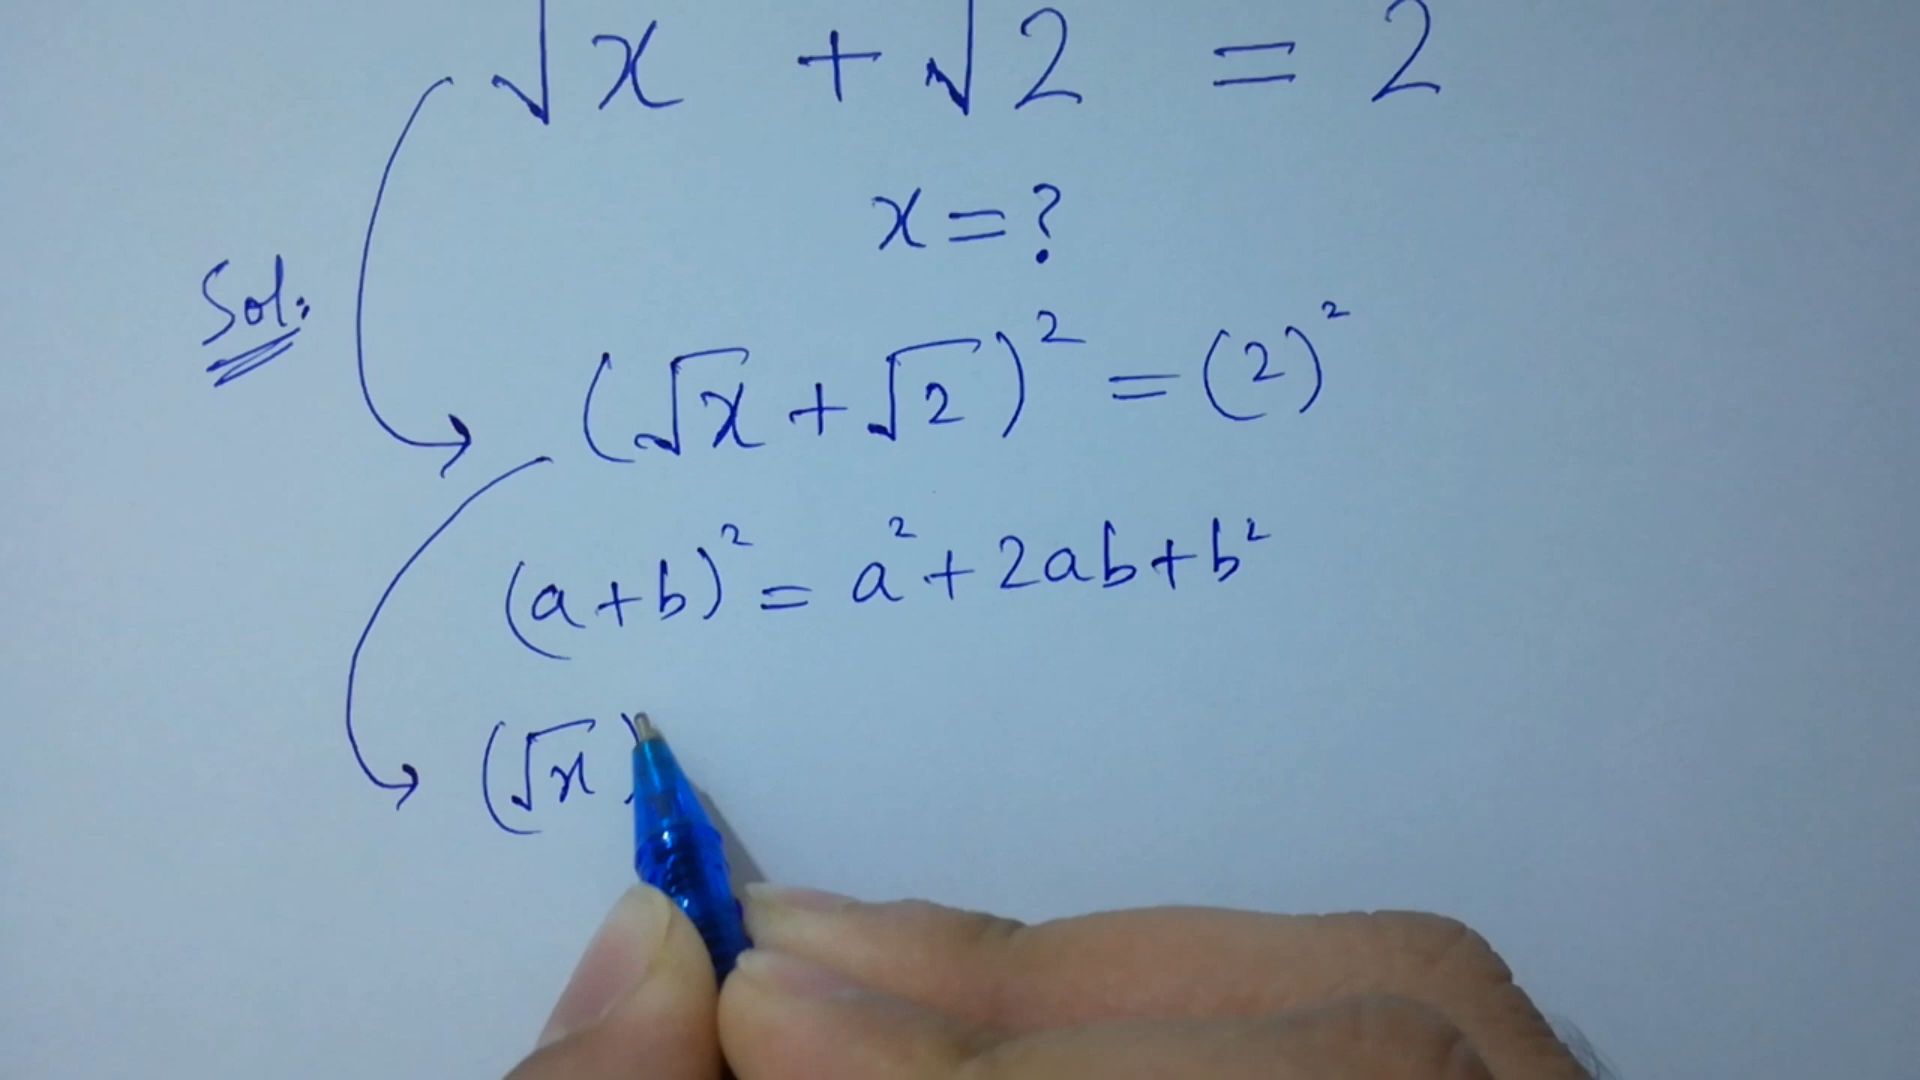 √x + √2 = 2
x = ?
Sol:
(√x + √2)² = (2)²
(a+b)² = a² + 2ab + b²
(√x)